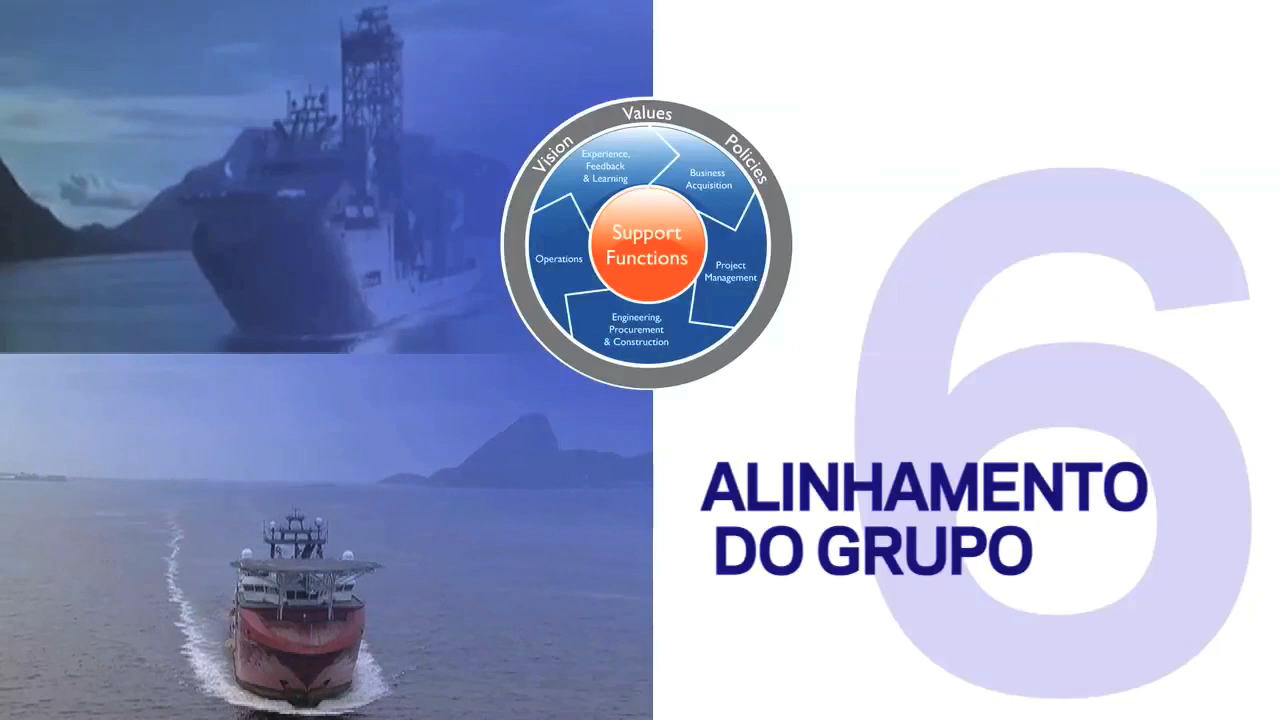 Vision
Values
Policies
Experience,
Feedback
& Learning
Business
Acquisition
Support
Functions
Operations
Project
Management
Engineering,
Procurement
& Construction
6
ALINHAMENTO
DO GRUPO